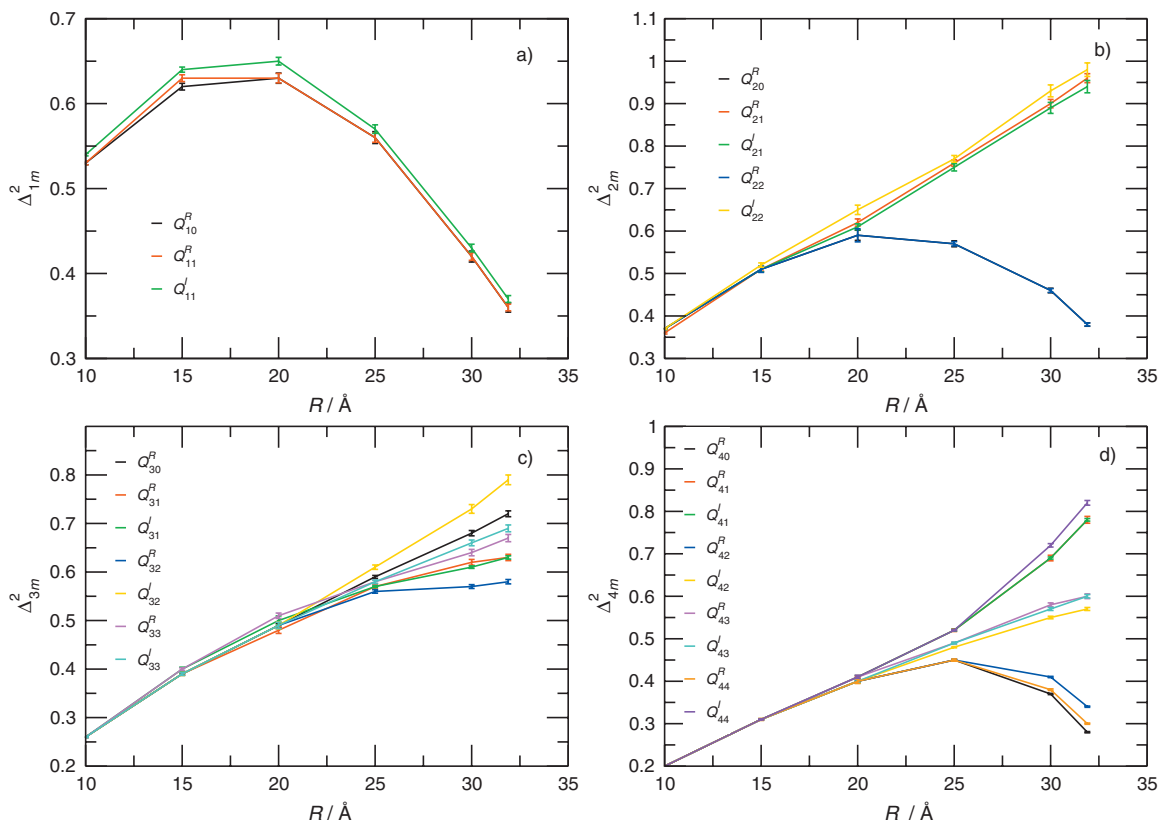 a)
0.7
0.6
0.5
0.4
0.3
Δ²₁ₘ
Q^R_10
Q^R_11
Q^I_11
10 15 20 25 30 35
R / Å
b)
1.1
1
0.9
0.8
0.7
0.6
0.5
0.4
0.3
Δ²₂ₘ
Q^R_20
Q^R_21
Q^I_21
Q^R_22
Q^I_22
10 15 20 25 30 35
R / Å
c)
0.8
0.7
0.6
0.5
0.4
0.3
0.2
Δ²₃ₘ
Q^R_30
Q^R_31
Q^I_31
Q^R_32
Q^I_32
Q^R_33
Q^I_33
10 15 20 25 30 35
R / Å
d)
1
0.9
0.8
0.7
0.6
0.5
0.4
0.3
0.2
Δ²₄ₘ
Q^R_40
Q^R_41
Q^I_41
Q^R_42
Q^I_42
Q^R_43
Q^I_43
Q^R_44
Q^I_44
10 15 20 25 30 35
R / Å